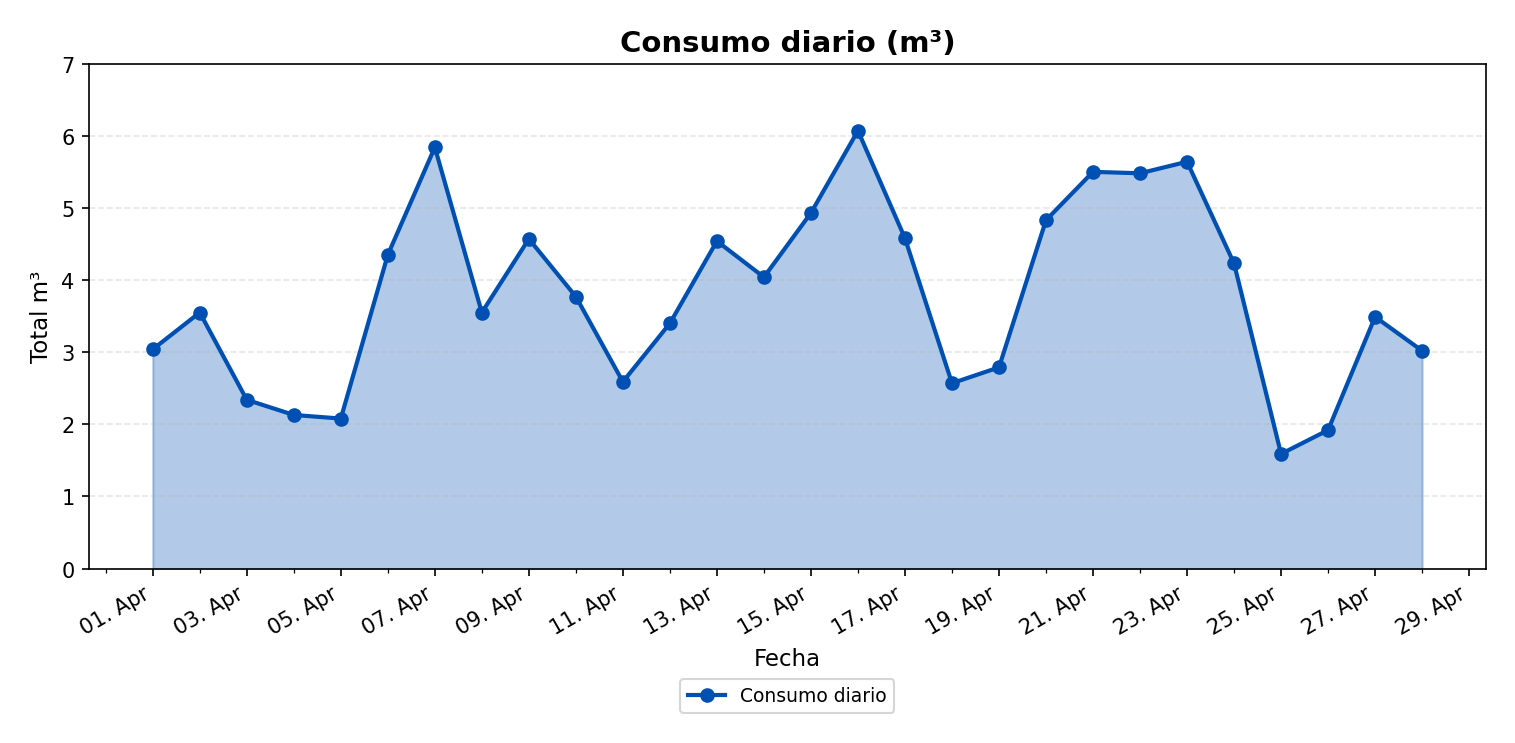 Consumo diario (m³)
7
6
5
4
3
2
1
0
Total m³
01. Apr
03. Apr
05. Apr
07. Apr
09. Apr
11. Apr
13. Apr
15. Apr
17. Apr
19. Apr
21. Apr
23. Apr
25. Apr
27. Apr
29. Apr
Fecha
Consumo diario